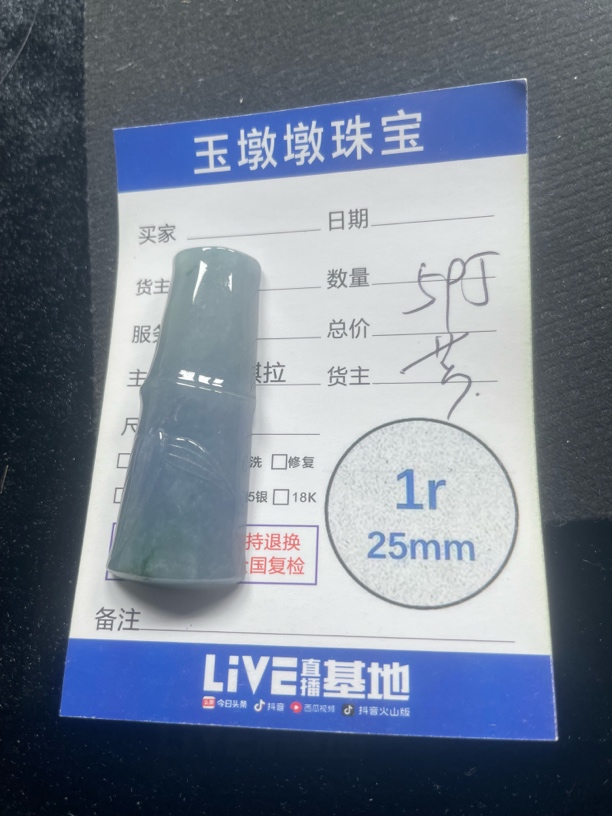 玉墩墩珠宝
买家 日期
货主 数量
服 总价
主 淇拉 货主
尺
洗 修复
5银 18K
持退换
国复检
1r
25mm
备注
LiVE直播基地
今日头条 抖音 西瓜视频 抖音火山版